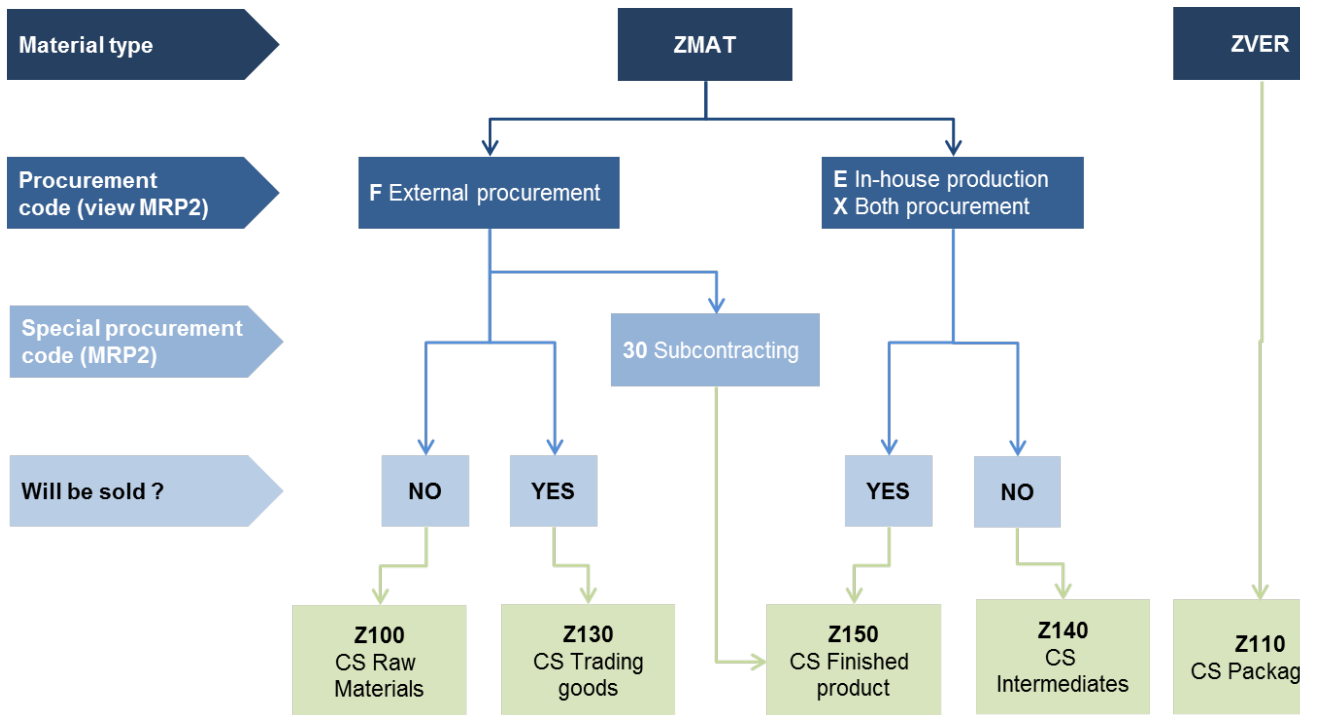 Material type
ZMAT
ZVER
Procurement
code (view MRP2)
F External procurement
E In-house production
X Both procurement
Special procurement
code (MRP2)
30 Subcontracting
Will be sold ?
NO
YES
YES
NO
Z100
CS Raw
Materials
Z130
CS Trading
goods
Z150
CS Finished
product
Z140
CS
Intermediates
Z110
CS Packag